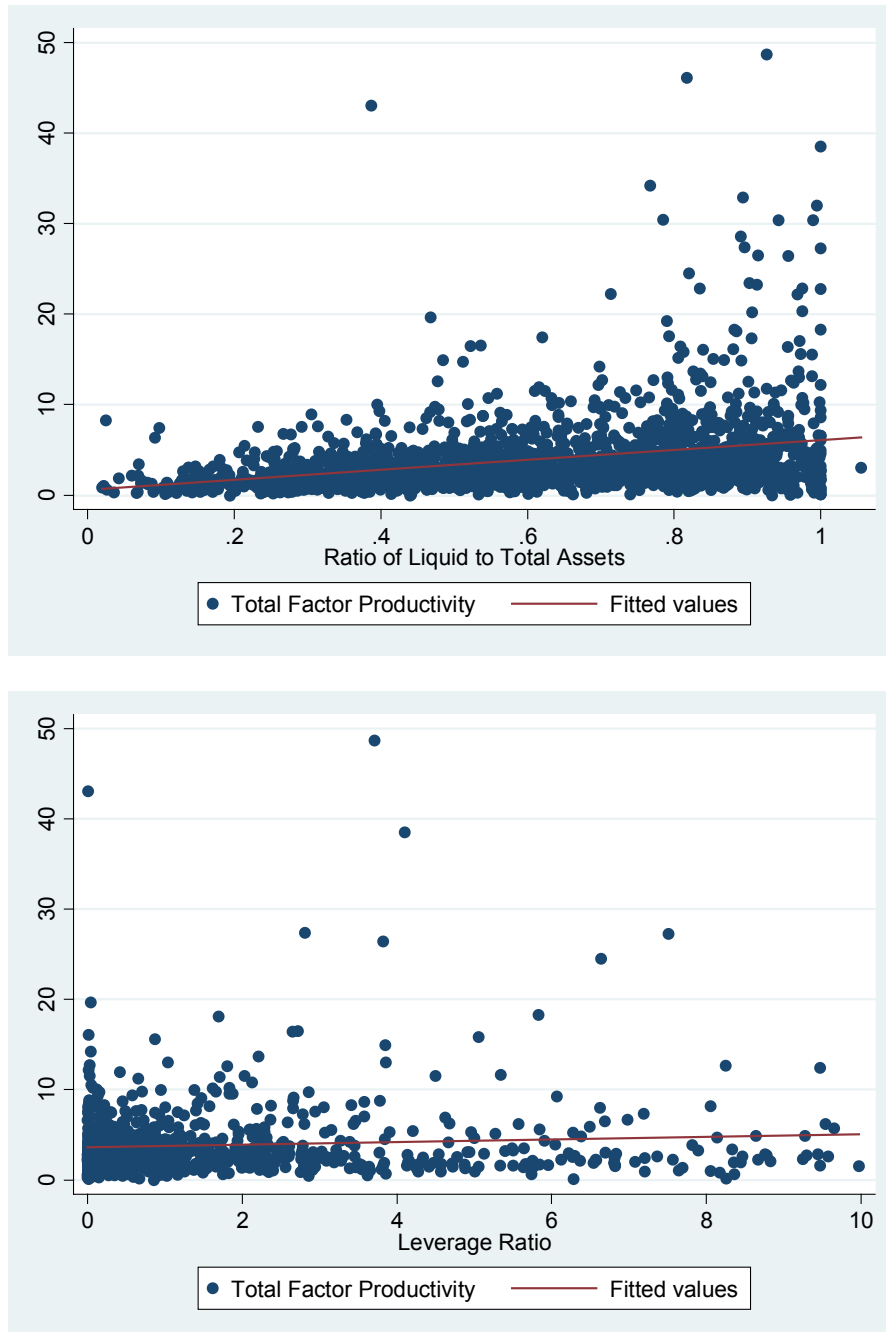 50
40
30
20
10
0
0 .2 .4 .6 .8 1
Ratio of Liquid to Total Assets
Total Factor Productivity Fitted values
50
40
30
20
10
0
0 2 4 6 8 10
Leverage Ratio
Total Factor Productivity Fitted values